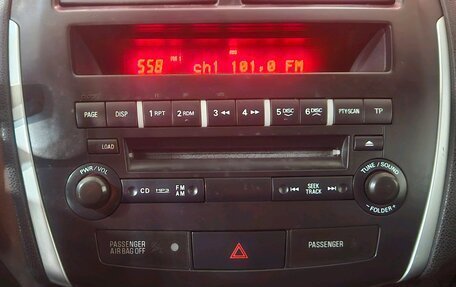 558 ch1 101.0 FM
PAGE DISP 1 RPT 2 RDM 3 4 5 DISC 6 DISC PTY/SCAN TP
LOAD
PWR/VOL TUNE / SOUND
CD MP3 FM AM SEEK TRACK
- FOLDER +
PASSENGER AIR BAG OFF PASSENGER